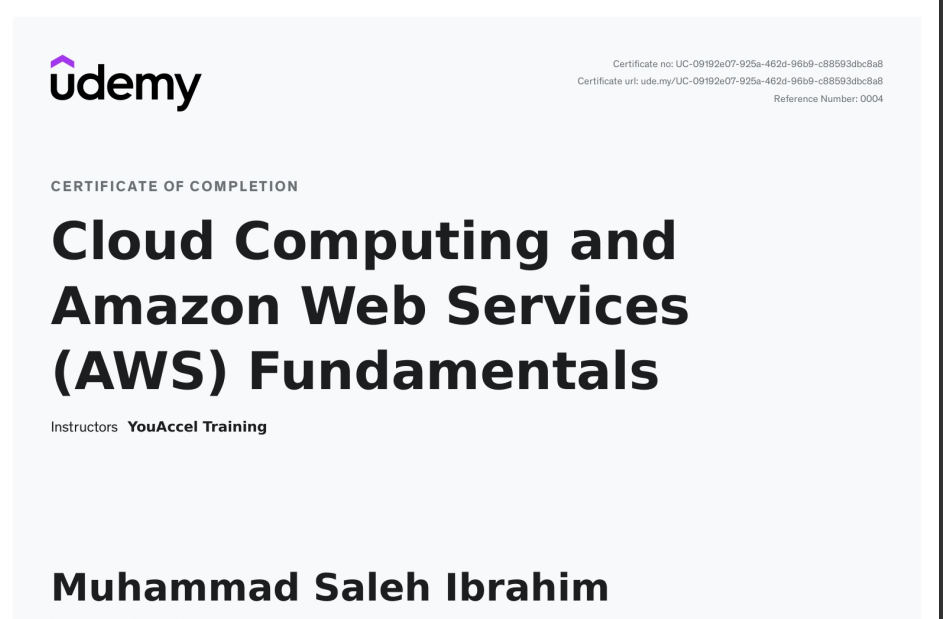 udemy
Certificate no: UC-09192e07-925a-462d-96b9-c88593dbc8a8
Certificate url: ude.my/UC-09192e07-925a-462d-96b9-c88593dbc8a8
Reference Number: 0004
CERTIFICATE OF COMPLETION
Cloud Computing and
Amazon Web Services
(AWS) Fundamentals
Instructors YouAccel Training
Muhammad Saleh Ibrahim